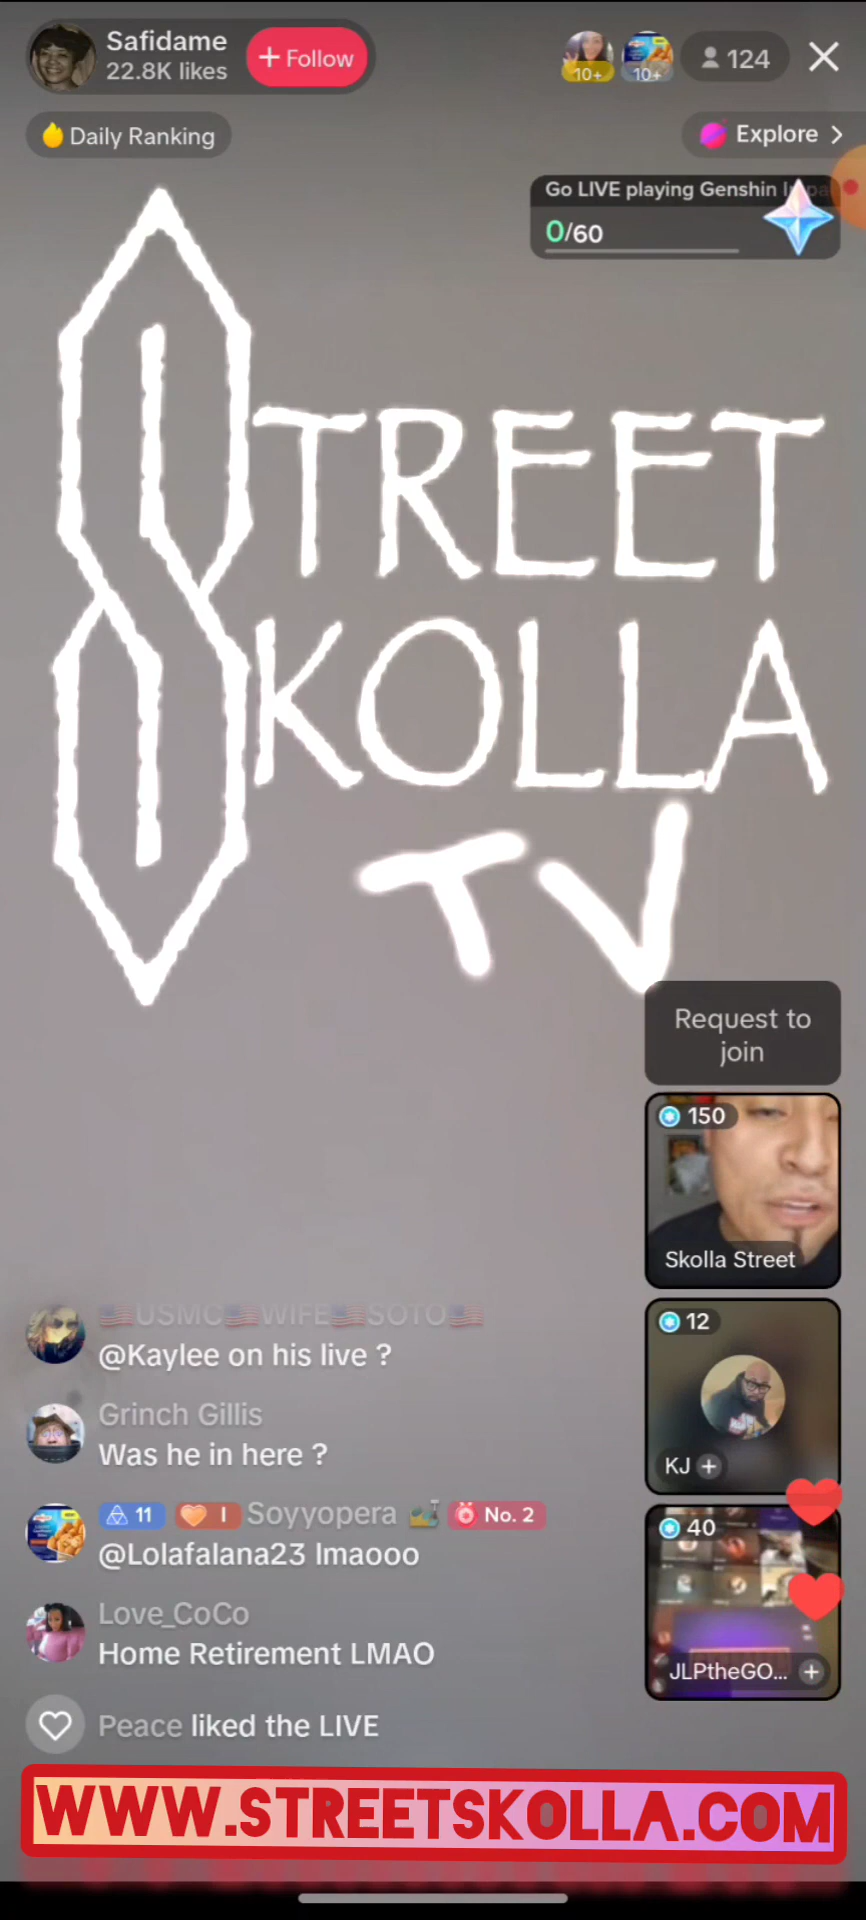 Safidame
22.8K likes
+ Follow
10+
10+
124
Daily Ranking
Explore
Go LIVE playing Genshin Impa
0/60
STREET
SKOLLA
TV
Request to
join
150
Skolla Street
12
KJ +
40
JLPtheGO... +
USMC WIFE SOTO
@Kaylee on his live ?
Grinch Gillis
Was he in here ?
11 I Soyyopera No. 2
@Lolafalana23 lmaooo
Love_CoCo
Home Retirement LMAO
Peace liked the LIVE
WWW.STREETSKOLLA.COM